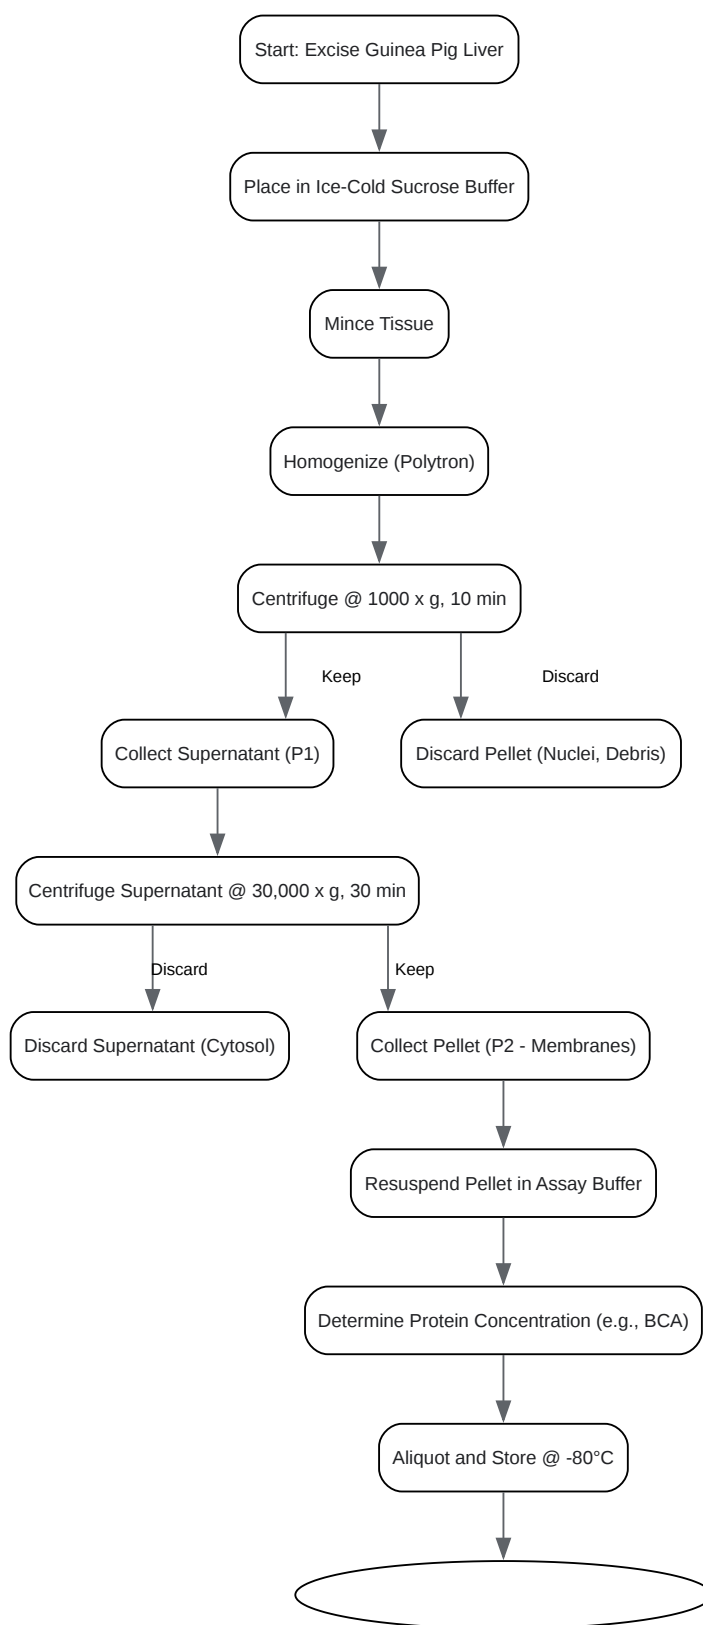 Start: Excise Guinea Pig Liver
Place in Ice-Cold Sucrose Buffer
Mince Tissue
Homogenize (Polytron)
Centrifuge @ 1000 x g, 10 min
Keep
Discard
Collect Supernatant (P1)
Discard Pellet (Nuclei, Debris)
Centrifuge Supernatant @ 30,000 x g, 30 min
Discard
Keep
Discard Supernatant (Cytosol)
Collect Pellet (P2 - Membranes)
Resuspend Pellet in Assay Buffer
Determine Protein Concentration (e.g., BCA)
Aliquot and Store @ -80°C